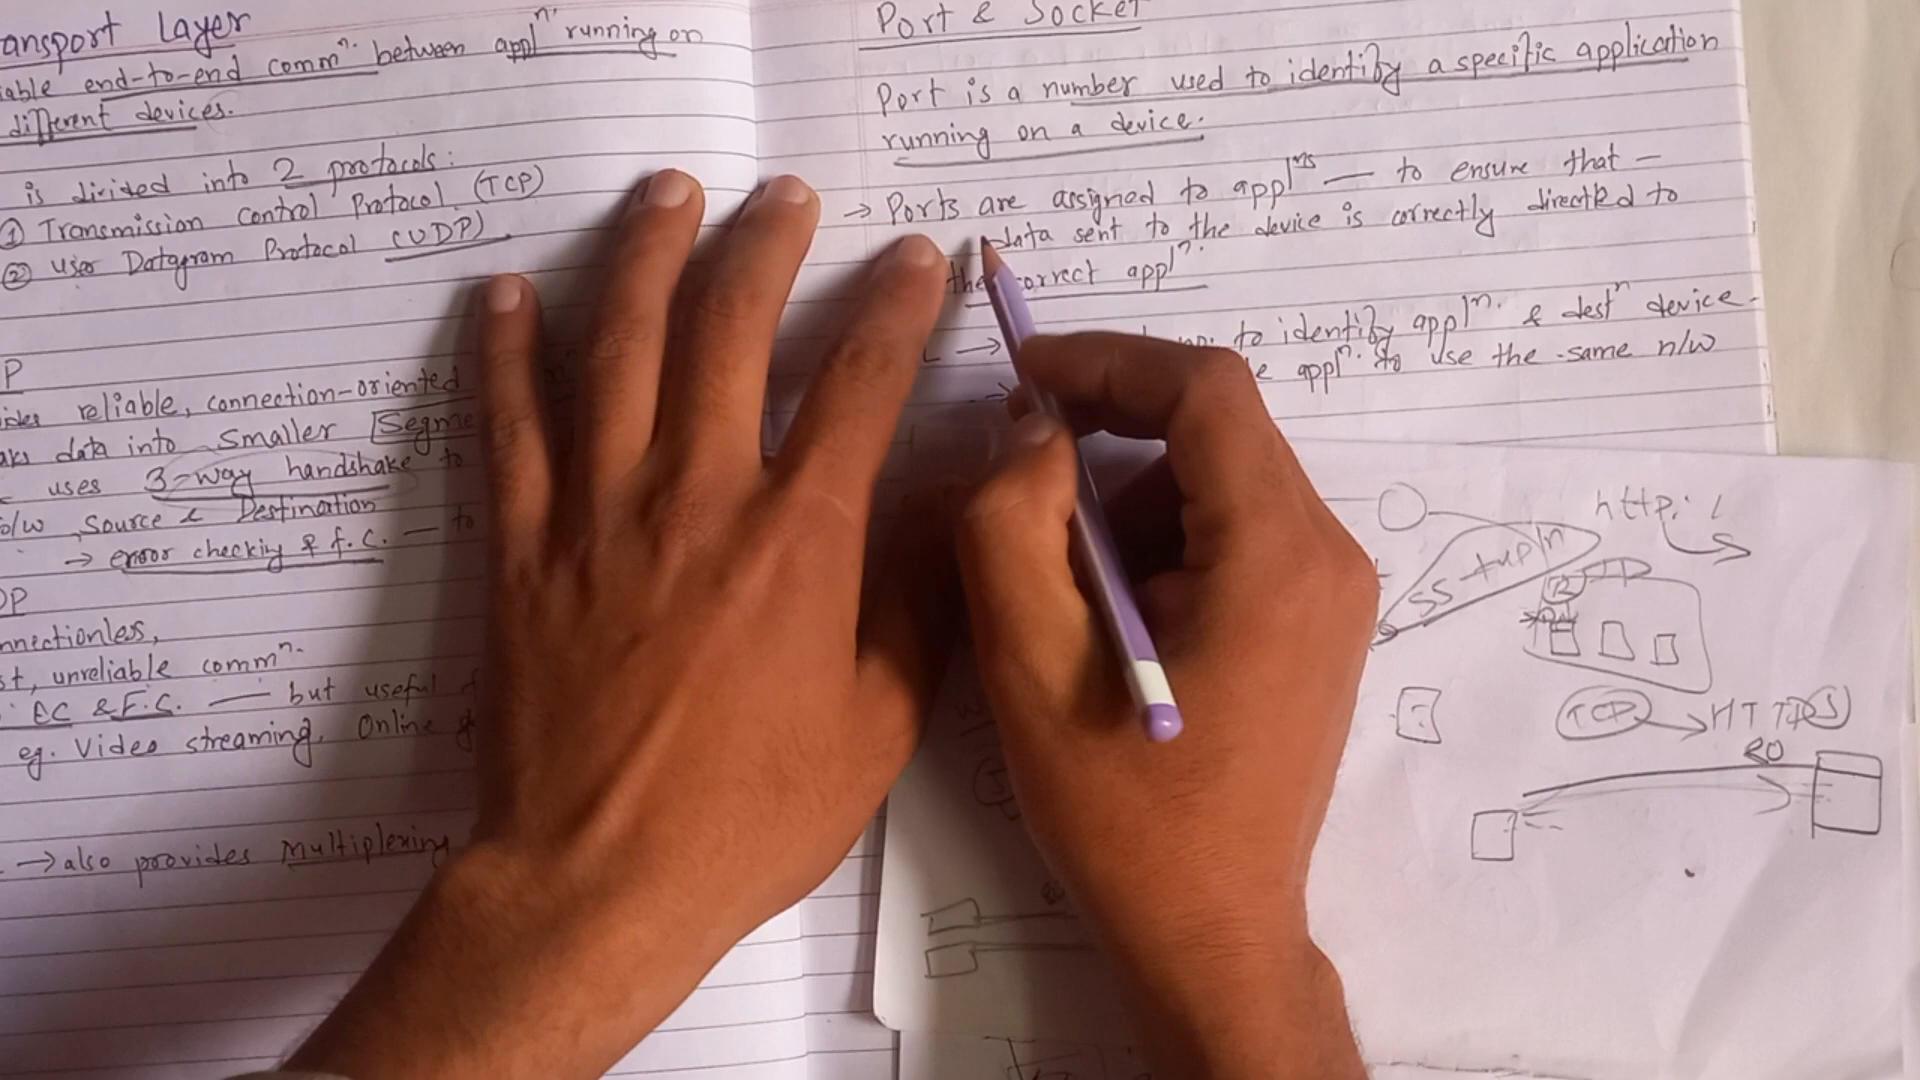 ansport Layer
able end-to-end commⁿ. between applⁿ. running on
different devices.
is divided into 2 protocols:
① Transmission Control Protocol (TCP)
② User Datagram Protocol (UDP)
P
ides reliable, connection-oriented
aks data into smaller Segme
uses 3-way handshake to
b/w Source & Destination
→ error checking & f.c. — to
DP
nnectionless,
st, unreliable commⁿ.
EC & F.C. — but useful
eg. Video streaming, Online g
→ also provides Multiplexing
Port & Socket
Port is a number used to identify a specific application
running on a device.
→ Ports are assigned to applⁿˢ — to ensure that —
data sent to the device is correctly directed to
the correct applⁿ.
→ no. to identify applⁿ. & destⁿ device.
→ e applⁿ. to use the same n/w
http: /
TCP → HTTPS
80